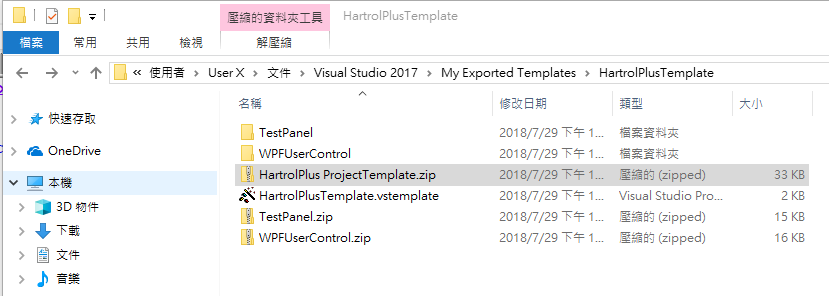 壓縮的資料夾工具 HartrolPlusTemplate
檔案 常用 共用 檢視 解壓縮
« 使用者 > User X > 文件 > Visual Studio 2017 > My Exported Templates > HartrolPlusTemplate
名稱 修改日期 類型 大小
快速存取
OneDrive
本機
3D 物件
下載
文件
音樂
TestPanel 2018/7/29 下午 1... 檔案資料夾
WPFUserControl 2018/7/29 下午 1... 檔案資料夾
HartrolPlus ProjectTemplate.zip 2018/7/29 下午 1... 壓縮的 (zipped) 33 KB
HartrolPlusTemplate.vstemplate 2018/7/29 下午 1... Visual Studio Pro... 2 KB
TestPanel.zip 2018/7/29 下午 1... 壓縮的 (zipped) 15 KB
WPFUserControl.zip 2018/7/29 下午 1... 壓縮的 (zipped) 16 KB